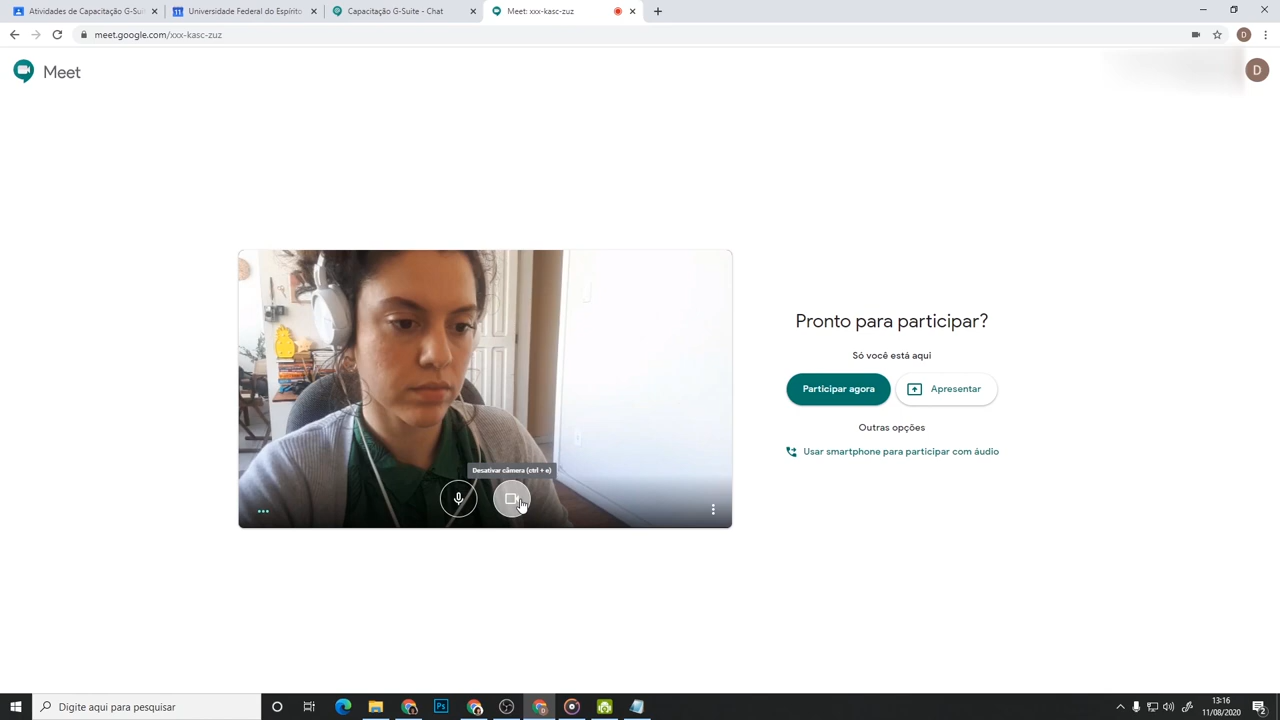 Atividades de Capacitação G-Sui
Universidade Federal do Espírito
Capacitação G-Suite - Chat
Meet: xxx-kasc-zuz
meet.google.com/xxx-kasc-zuz
D
Meet
D
Pronto para participar?
Só você está aqui
Participar agora
Apresentar
Outras opções
Usar smartphone para participar com áudio
Desativar câmera (ctrl + e)
Digite aqui para pesquisar
Ps
13:16
11/08/2020